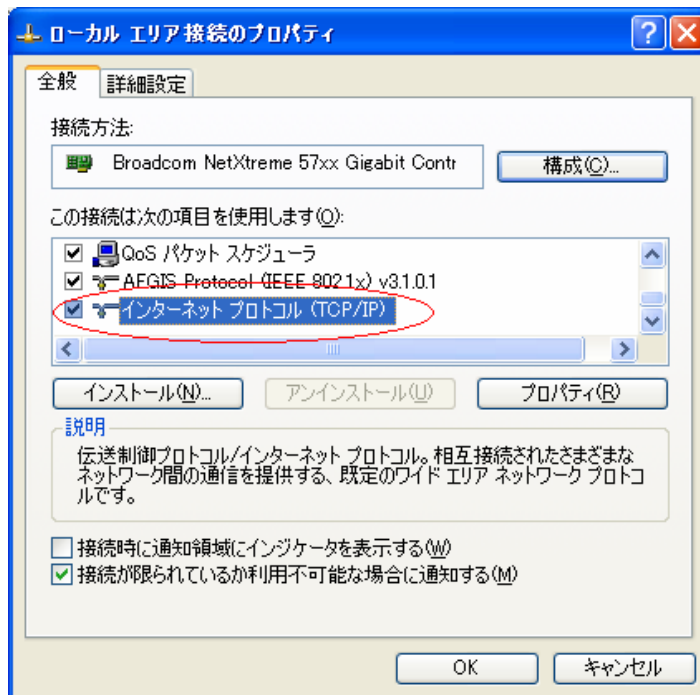 ローカル エリア接続のプロパティ
全般
詳細設定
接続方法:
Broadcom NetXtreme 57xx Gigabit Contr
構成(C)...
この接続は次の項目を使用します(O):
QoS パケット スケジューラ
AEGIS Protocol (IEEE 802.1x) v3.1.0.1
インターネット プロトコル (TCP/IP)
インストール(N)...
アンインストール(U)
プロパティ(R)
説明
伝送制御プロトコル/インターネット プロトコル。相互接続されたさまざまな
ネットワーク間の通信を提供する、既定のワイド エリア ネットワーク プロトコ
ルです。
接続時に通知領域にインジケータを表示する(W)
接続が限られているか利用不可能な場合に通知する(M)
OK
キャンセル